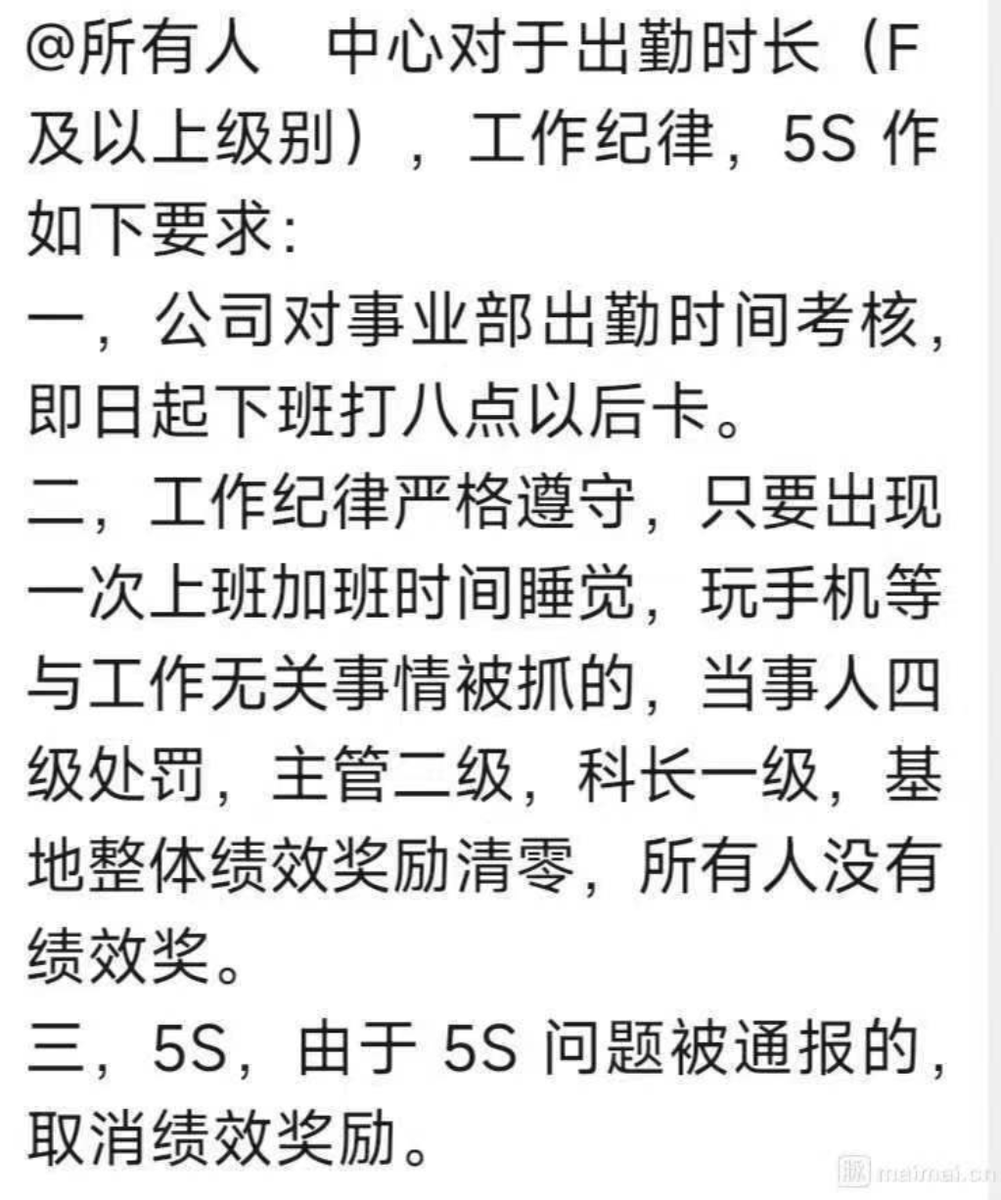 @所有人　中心对于出勤时长（F
及以上级别），工作纪律，5S 作
如下要求：
一，公司对事业部出勤时间考核，
即日起下班打八点以后卡。
二，工作纪律严格遵守，只要出现
一次上班加班时间睡觉，玩手机等
与工作无关事情被抓的，当事人四
级处罚，主管二级，科长一级，基
地整体绩效奖励清零，所有人没有
绩效奖。
三，5S，由于 5S 问题被通报的，
取消绩效奖励。
脉 maimai.cn